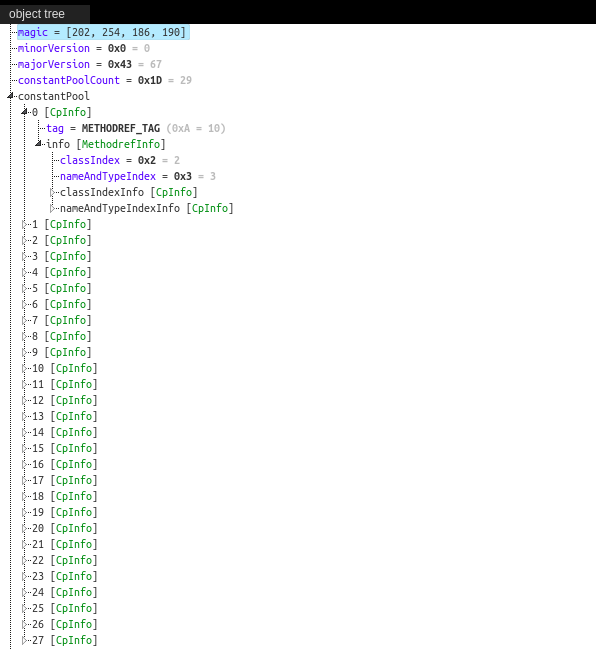 object tree
magic = [202, 254, 186, 190]
minorVersion = 0x0 = 0
majorVersion = 0x43 = 67
constantPoolCount = 0x1D = 29
constantPool
0 [CpInfo]
tag = METHODREF_TAG (0xA = 10)
info [MethodrefInfo]
classIndex = 0x2 = 2
nameAndTypeIndex = 0x3 = 3
classIndexInfo [CpInfo]
nameAndTypeIndexInfo [CpInfo]
1 [CpInfo]
2 [CpInfo]
3 [CpInfo]
4 [CpInfo]
5 [CpInfo]
6 [CpInfo]
7 [CpInfo]
8 [CpInfo]
9 [CpInfo]
10 [CpInfo]
11 [CpInfo]
12 [CpInfo]
13 [CpInfo]
14 [CpInfo]
15 [CpInfo]
16 [CpInfo]
17 [CpInfo]
18 [CpInfo]
19 [CpInfo]
20 [CpInfo]
21 [CpInfo]
22 [CpInfo]
23 [CpInfo]
24 [CpInfo]
25 [CpInfo]
26 [CpInfo]
27 [CpInfo]